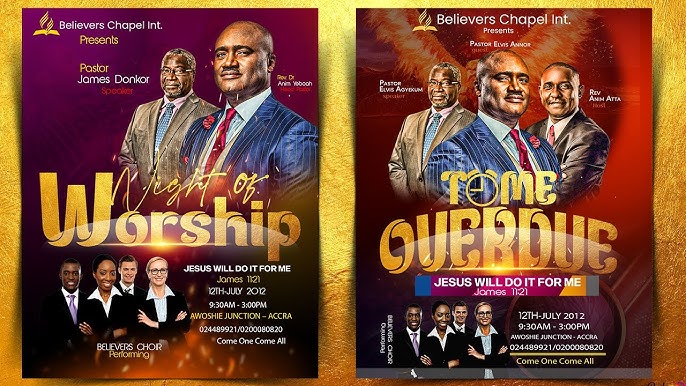 Believers Chapel Int.
Presents
Pastor
James Donkor
Speaker
Rev. Dr.
Anim Yeboah
Night of
Worship
JESUS WILL DO IT FOR ME
James 11:21
12TH-JULY 2012
9:30AM - 3:00PM
AWOSHIE JUNCTION - ACCRA
024489921/0200080820
Come One Come All
BELIEVERS CHOIR
Performing
Believers Chapel Int.
Presents
PASTOR ELVIS ANNOR
guest
PASTOR
ELVIS AGYEKUM
speaker
REV
ANIM ATTA
Host
TOME
OVERDUE
JESUS WILL DO IT FOR ME
James 11:21
Performing
BELIEVERS CHOIR
12TH-JULY 2012
9:30AM - 3:00PM
AWOSHIE JUNCTION - ACCRA
024489921/0200080820
Come One Come All